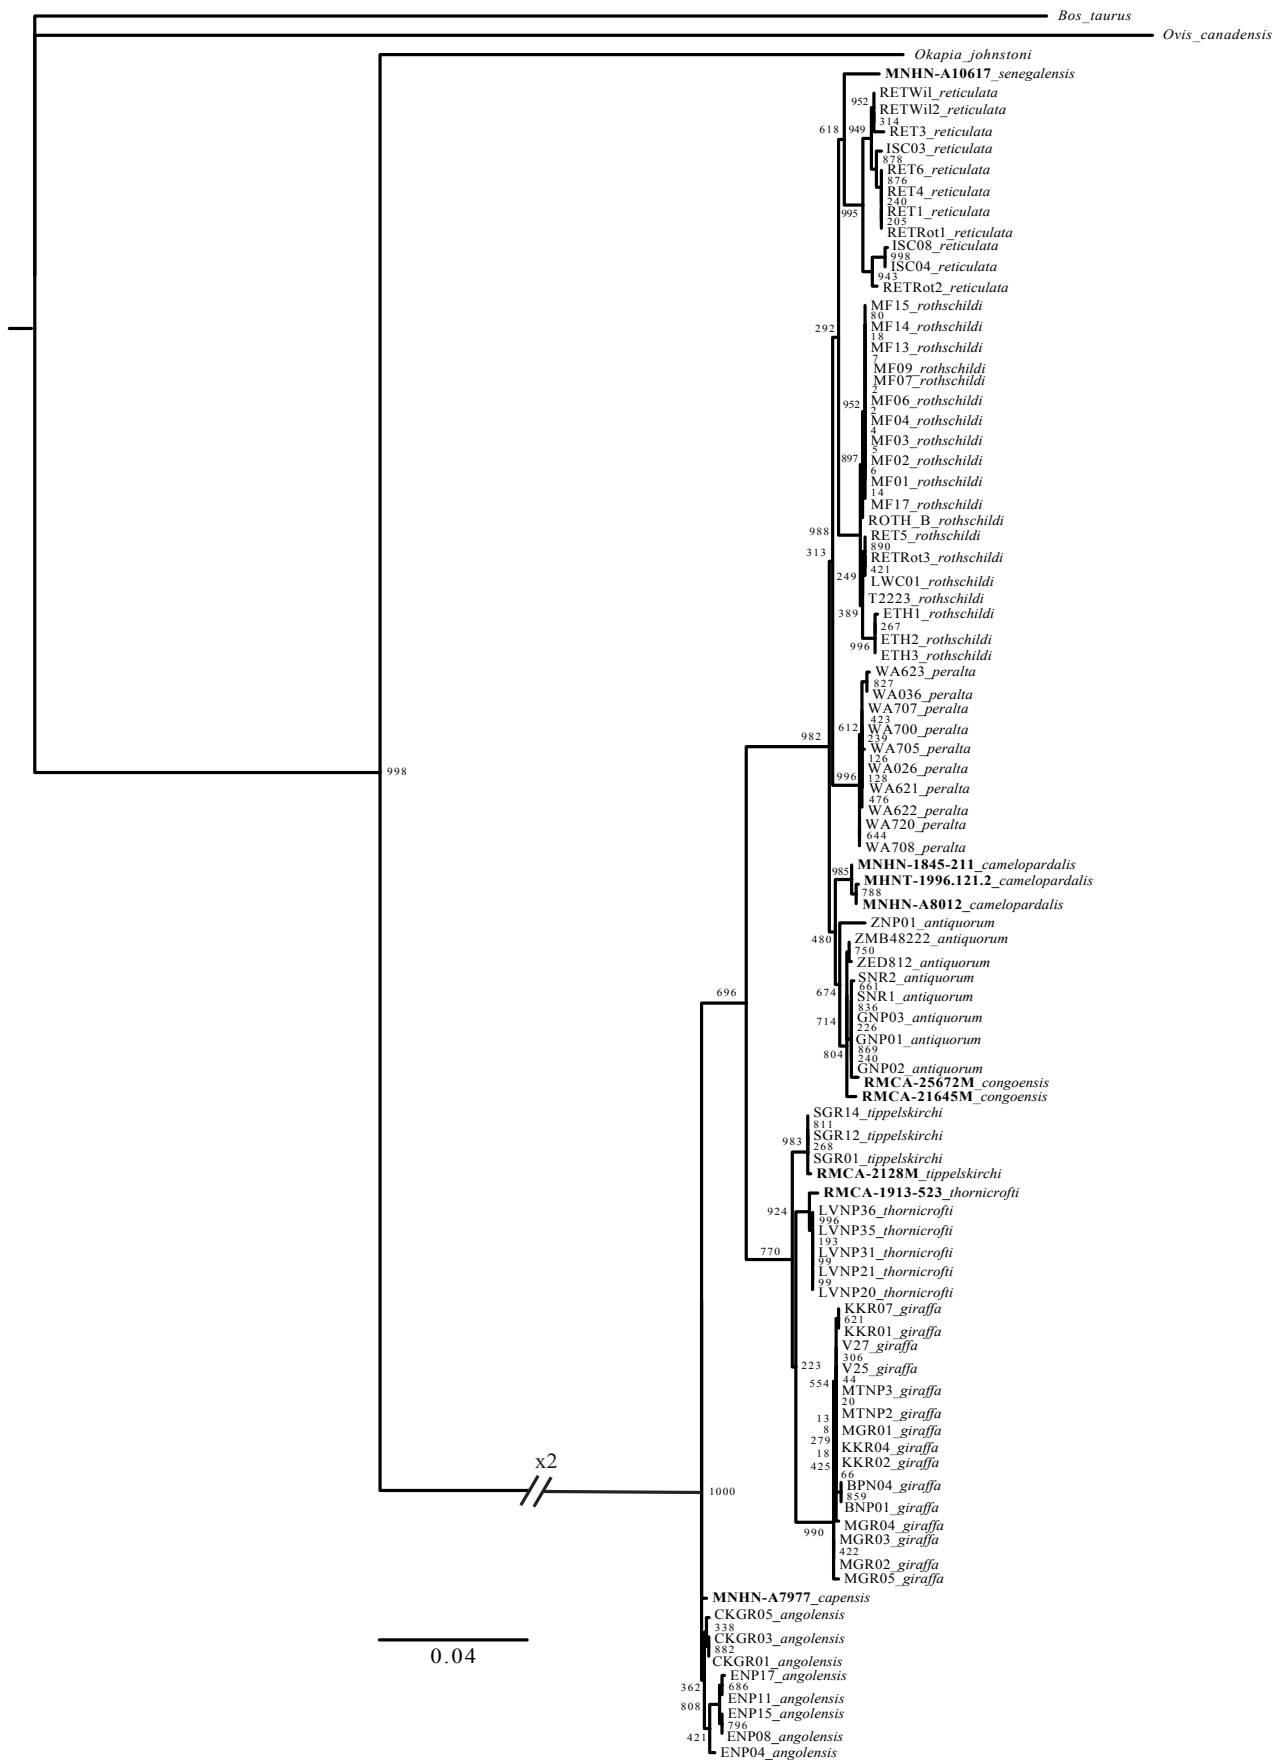 Bos_taurus
Ovis_canadensis
Okapia_johnstoni
MNHN-A10617_senegalensis
RETWil_reticulata
952
RETWil2_reticulata
314
618
949
RET3_reticulata
ISC03_reticulata
878
RET6_reticulata
876
RET4_reticulata
240
RET1_reticulata
995
205
RETRot1_reticulata
ISC08_reticulata
998
ISC04_reticulata
943
RETRot2_reticulata
MF15_rothschildi
80
292
MF14_rothschildi
18
MF13_rothschildi
7
MF09_rothschildi
MF07_rothschildi
2
MF06_rothschildi
952
2
MF04_rothschildi
4
MF03_rothschildi
5
897
MF02_rothschildi
6
MF01_rothschildi
14
MF17_rothschildi
ROTH_B_rothschildi
988
RET5_rothschildi
890
313
RETRot3_rothschildi
421
249
LWC01_rothschildi
T2223_rothschildi
389
ETH1_rothschildi
267
ETH2_rothschildi
996
ETH3_rothschildi
WA623_peralta
827
WA036_peralta
WA707_peralta
423
612
WA700_peralta
239
982
WA705_peralta
126
WA026_peralta
998
996
128
WA621_peralta
476
WA622_peralta
WA720_peralta
644
WA708_peralta
MNHN-1845-211_camelopardalis
985
MHNT-1996.121.2_camelopardalis
788
MNHN-A8012_camelopardalis
ZNP01_antiquorum
480
ZMB48222_antiquorum
750
ZED812_antiquorum
SNR2_antiquorum
661
696
674
SNR1_antiquorum
836
GNP03_antiquorum
714
226
GNP01_antiquorum
869
804
240
GNP02_antiquorum
RMCA-25672M_congoensis
RMCA-21645M_congoensis
SGR14_tippelskirchi
811
SGR12_tippelskirchi
983
268
SGR01_tippelskirchi
RMCA-2128M_tippelskirchi
RMCA-1913-523_thornicrofti
924
LVNP36_thornicrofti
996
LVNP35_thornicrofti
193
770
LVNP31_thornicrofti
99
LVNP21_thornicrofti
99
LVNP20_thornicrofti
KKR07_giraffa
621
KKR01_giraffa
V27_giraffa
306
223
V25_giraffa
44
554
MTNP3_giraffa
20
MTNP2_giraffa
13
8
MGR01_giraffa
279
KKR04_giraffa
18
KKR02_giraffa
425
x2
66
BPN04_giraffa
1000
859
BNP01_giraffa
MGR04_giraffa
990
MGR03_giraffa
422
MGR02_giraffa
MGR05_giraffa
MNHN-A7977_capensis
CKGR05_angolensis
338
CKGR03_angolensis
0.04
882
CKGR01_angolensis
ENP17_angolensis
362
686
ENP11_angolensis
808
ENP15_angolensis
796
421
ENP08_angolensis
ENP04_angolensis